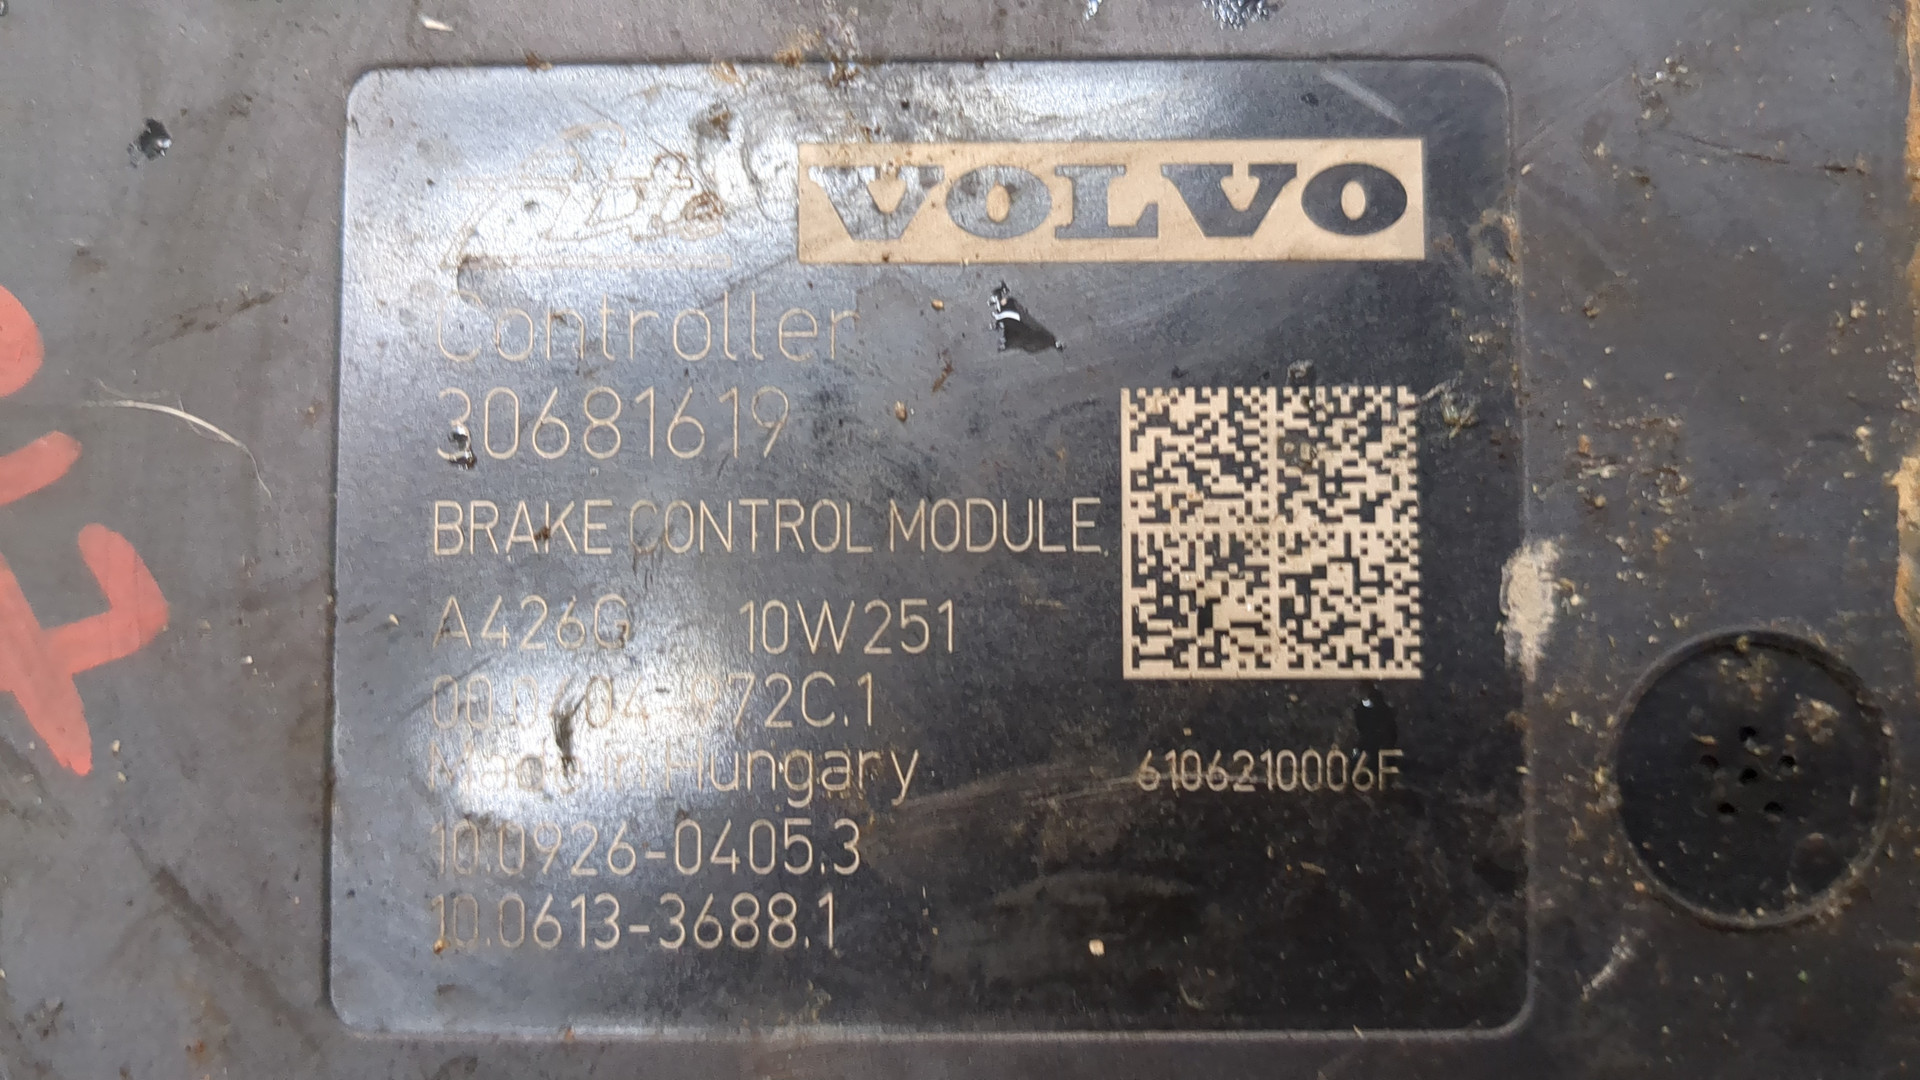 VOLVO
Controller
30681619
BRAKE CONTROL MODULE
A426G 10W251
Made in Hungary
6106210006F
10.0926-0405.3
10.0613-3688.1